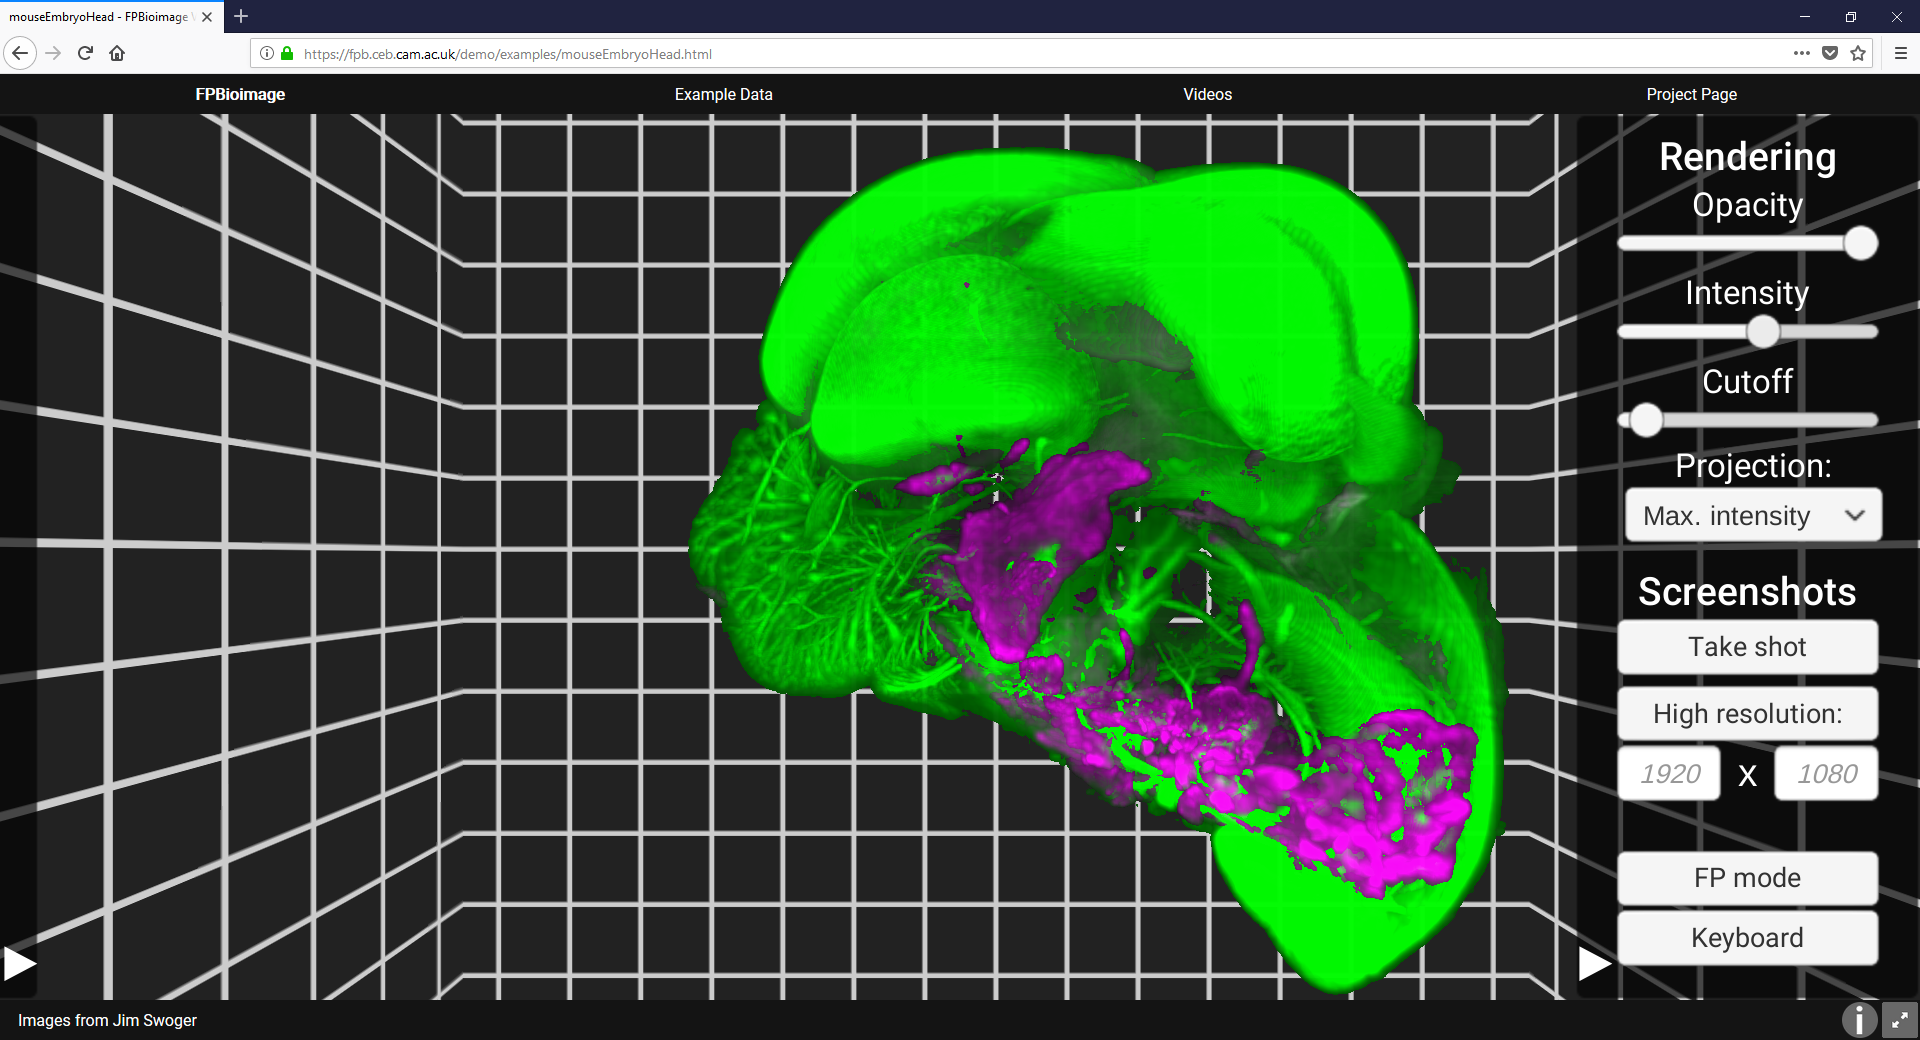 mouseEmbryoHead - FPBioimage
https://fpb.ceb.cam.ac.uk/demo/examples/mouseEmbryoHead.html
FPBioimage
Example Data
Videos
Project Page
Rendering
Opacity
Intensity
Cutoff
Projection:
Max. intensity
Screenshots
Take shot
High resolution:
1920 X 1080
FP mode
Keyboard
Images from Jim Swoger